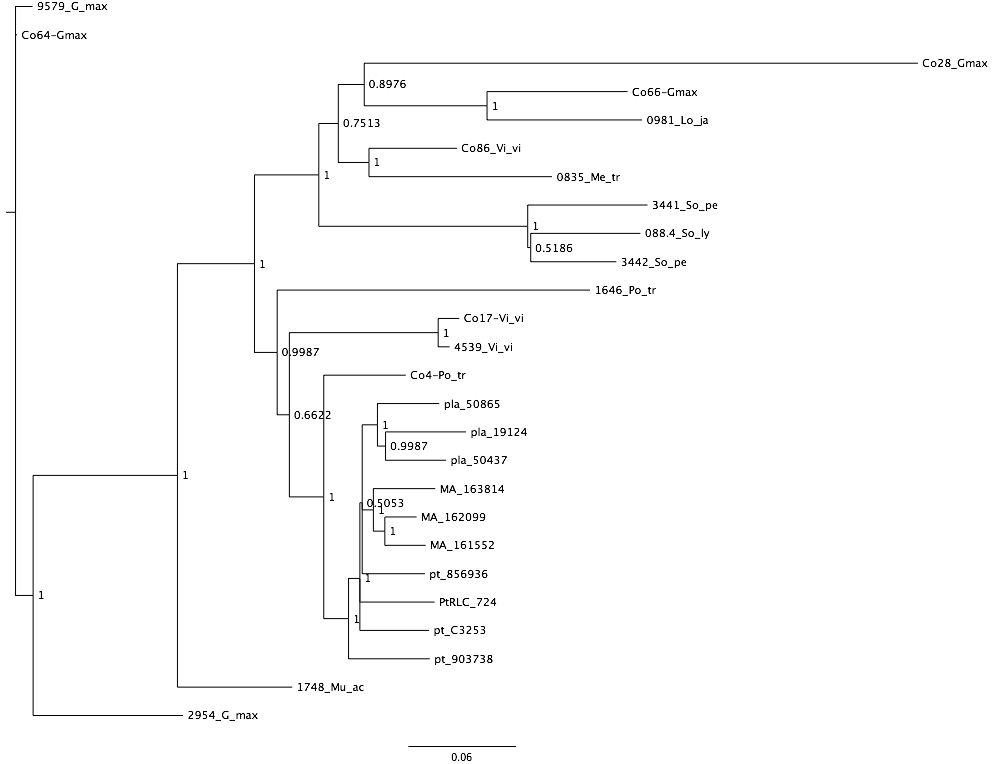 9579_G_max
Co64-Gmax
Co28_Gmax
0.8976
Co66-Gmax
1
0981_Lo_ja
0.7513
Co86_Vi_vi
1
0835_Me_tr
1
3441_So_pe
1
088.4_So_ly
0.5186
3442_So_pe
1
1646_Po_tr
Co17-Vi_vi
1
4539_Vi_vi
0.9987
Co4-Po_tr
pla_50865
0.6622
1
pla_19124
0.9987
pla_50437
1
MA_163814
1
0.5053
1
MA_162099
1
MA_161552
pt_856936
1
1
PtRLC_724
1
pt_C3253
pt_903738
1748_Mu_ac
2954_G_max
0.06